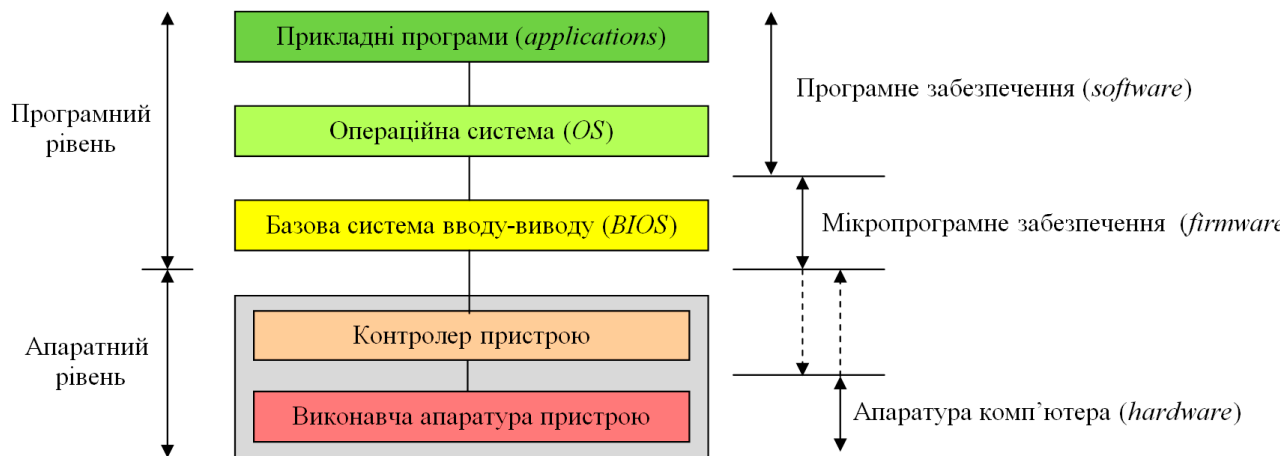 Прикладні програми (applications)
Програмне забезпечення (software)
Програмний
рівень
Операційна система (OS)
Базова система вводу-виводу (BIOS)
Мікропрограмне забезпечення (firmware
Контролер пристрою
Апаратний
рівень
Виконавча апаратура пристрою
Апаратура комп’ютера (hardware)